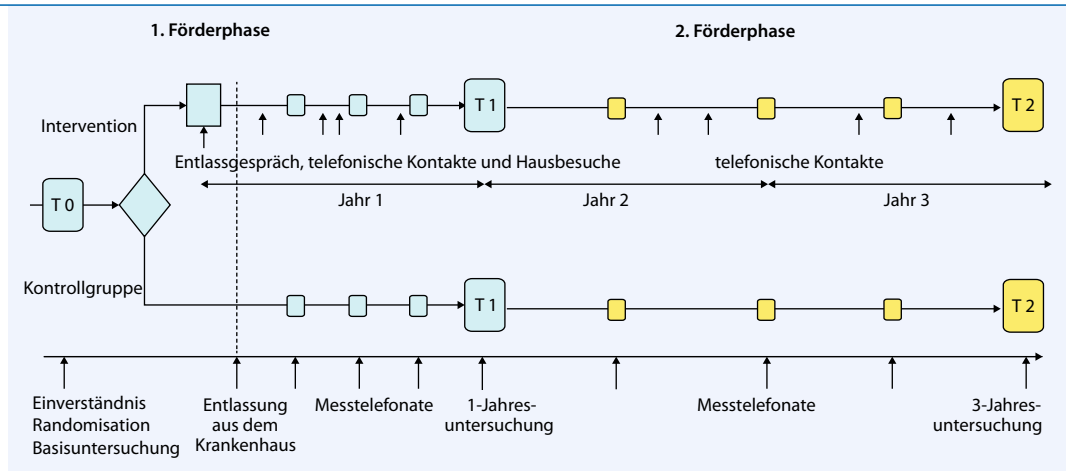 1. Förderphase
2. Förderphase
T 1
T 2
Intervention
Entlassgespräch, telefonische Kontakte und Hausbesuche
telefonische Kontakte
Jahr 1
Jahr 2
Jahr 3
T 0
Kontrollgruppe
T 1
T 2
Einverständnis
Randomisation
Basisuntersuchung
Entlassung
aus dem
Krankenhaus
Messtelefonate
1-Jahres-
untersuchung
Messtelefonate
3-Jahres-
untersuchung